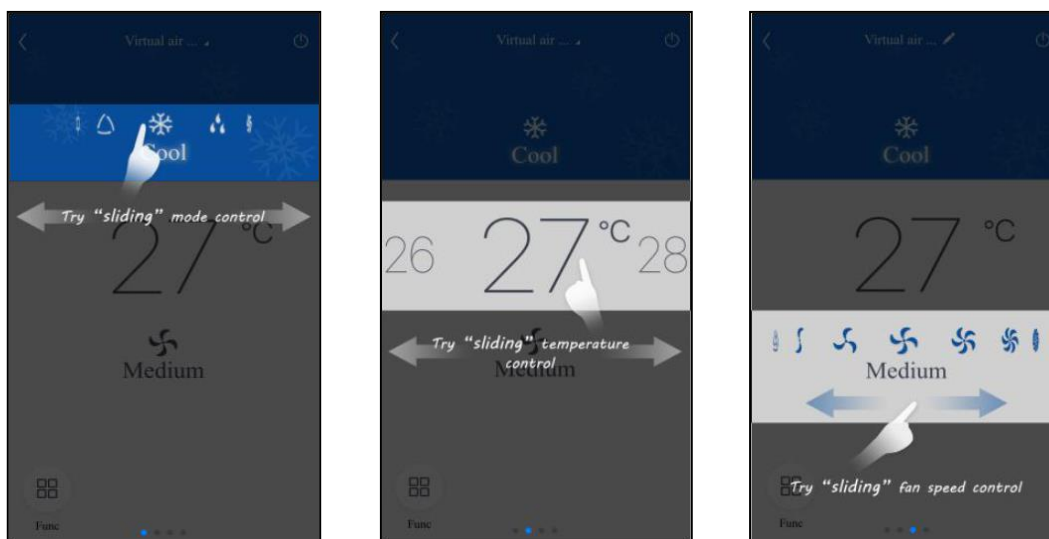 Virtual air ...
Cool
Try “sliding” mode control
27 °C
Medium
Func
Virtual air ...
Cool
26 27 °C 28
Try “sliding” temperature
control
Medium
Func
Virtual air ...
Cool
27 °C
Medium
Try “sliding” fan speed control
Func